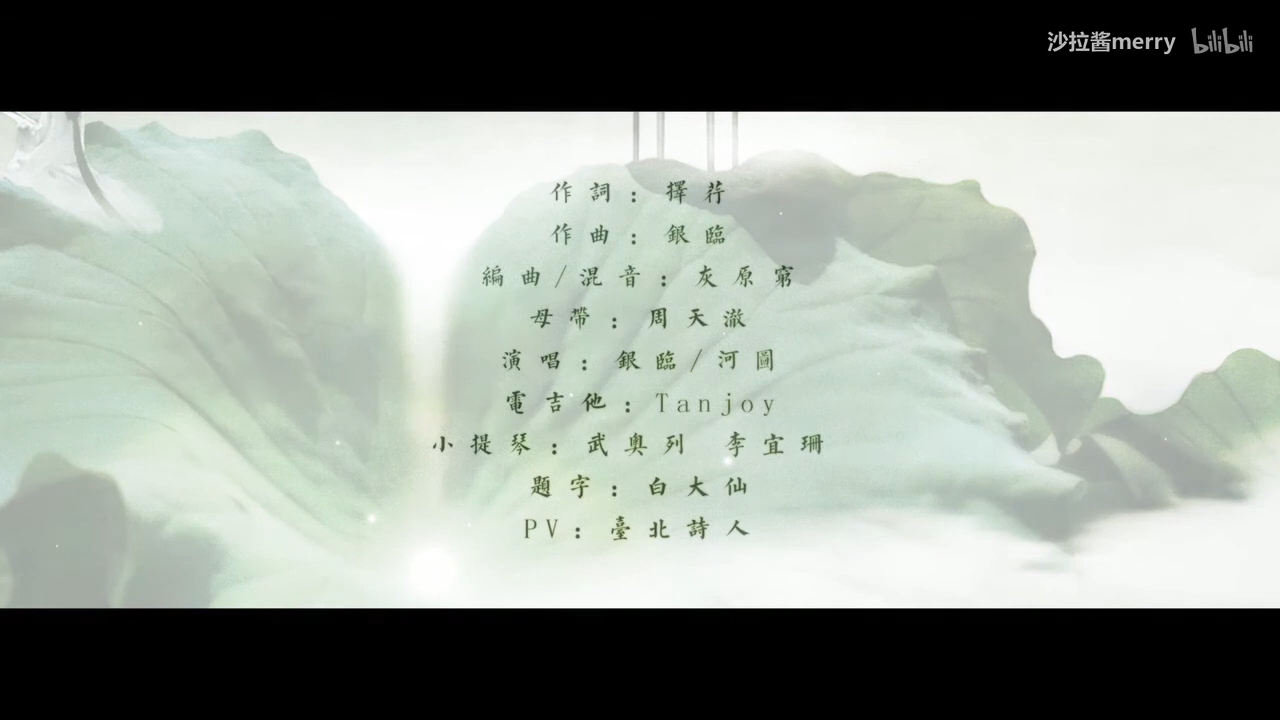 沙拉酱merry bilibili
作詞：擇荇
作曲：銀臨
編曲/混音：灰原窮
母帶：周天澈
演唱：銀臨/河圖
電吉他：Tanjoy
小提琴：武奧列 李宜珊
題字：白大仙
PV：臺北詩人